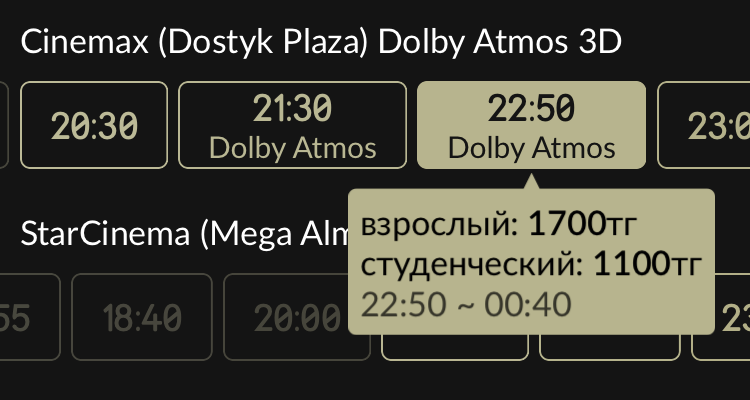 Cinemax (Dostyk Plaza) Dolby Atmos 3D
20:30
21:30
Dolby Atmos
22:50
Dolby Atmos
взрослый: 1700тг
студенческий: 1100тг
22:50 ~ 00:40
StarCinema (Mega
18:40
20:00